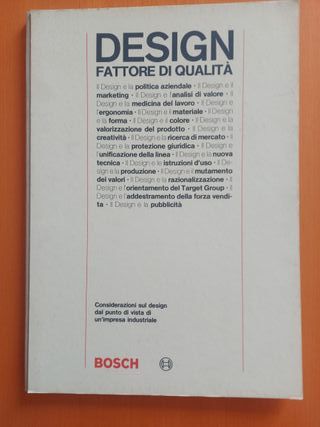 DESIGN
FATTORE DI QUALITÀ
Il Design e la politica aziendale • Il Design e il
marketing • Il Design e l'analisi di valore • Il
Design e la medicina del lavoro • Il Design e
l'ergonomia • Il Design e il materiale • Il Design
e la forma • Il Design e il colore • Il Design e la
valorizzazione del prodotto • Il Design e la
creatività • Il Design e la ricerca di mercato • Il
Design e la protezione giuridica • Il Design e
l'unificazione della linea • Il Design e la nuova
tecnica • Il Design e le istruzioni d'uso • Il De-
sign e la produzione • Il Design e il mutamento
dei valori • Il Design e la razionalizzazione • Il
Design e l'orientamento del Target Group • Il
Design e l'addestramento della forza vendi-
ta • Il Design e la pubblicità
Considerazioni sul design
dal punto di vista di
un'impresa industriale
BOSCH